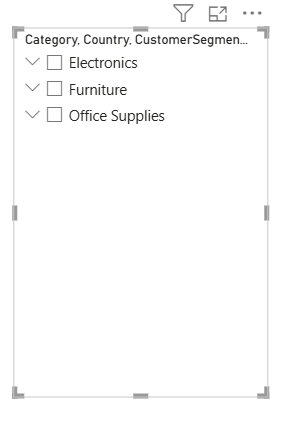 Category, Country, CustomerSegmen...
Electronics
Furniture
Office Supplies